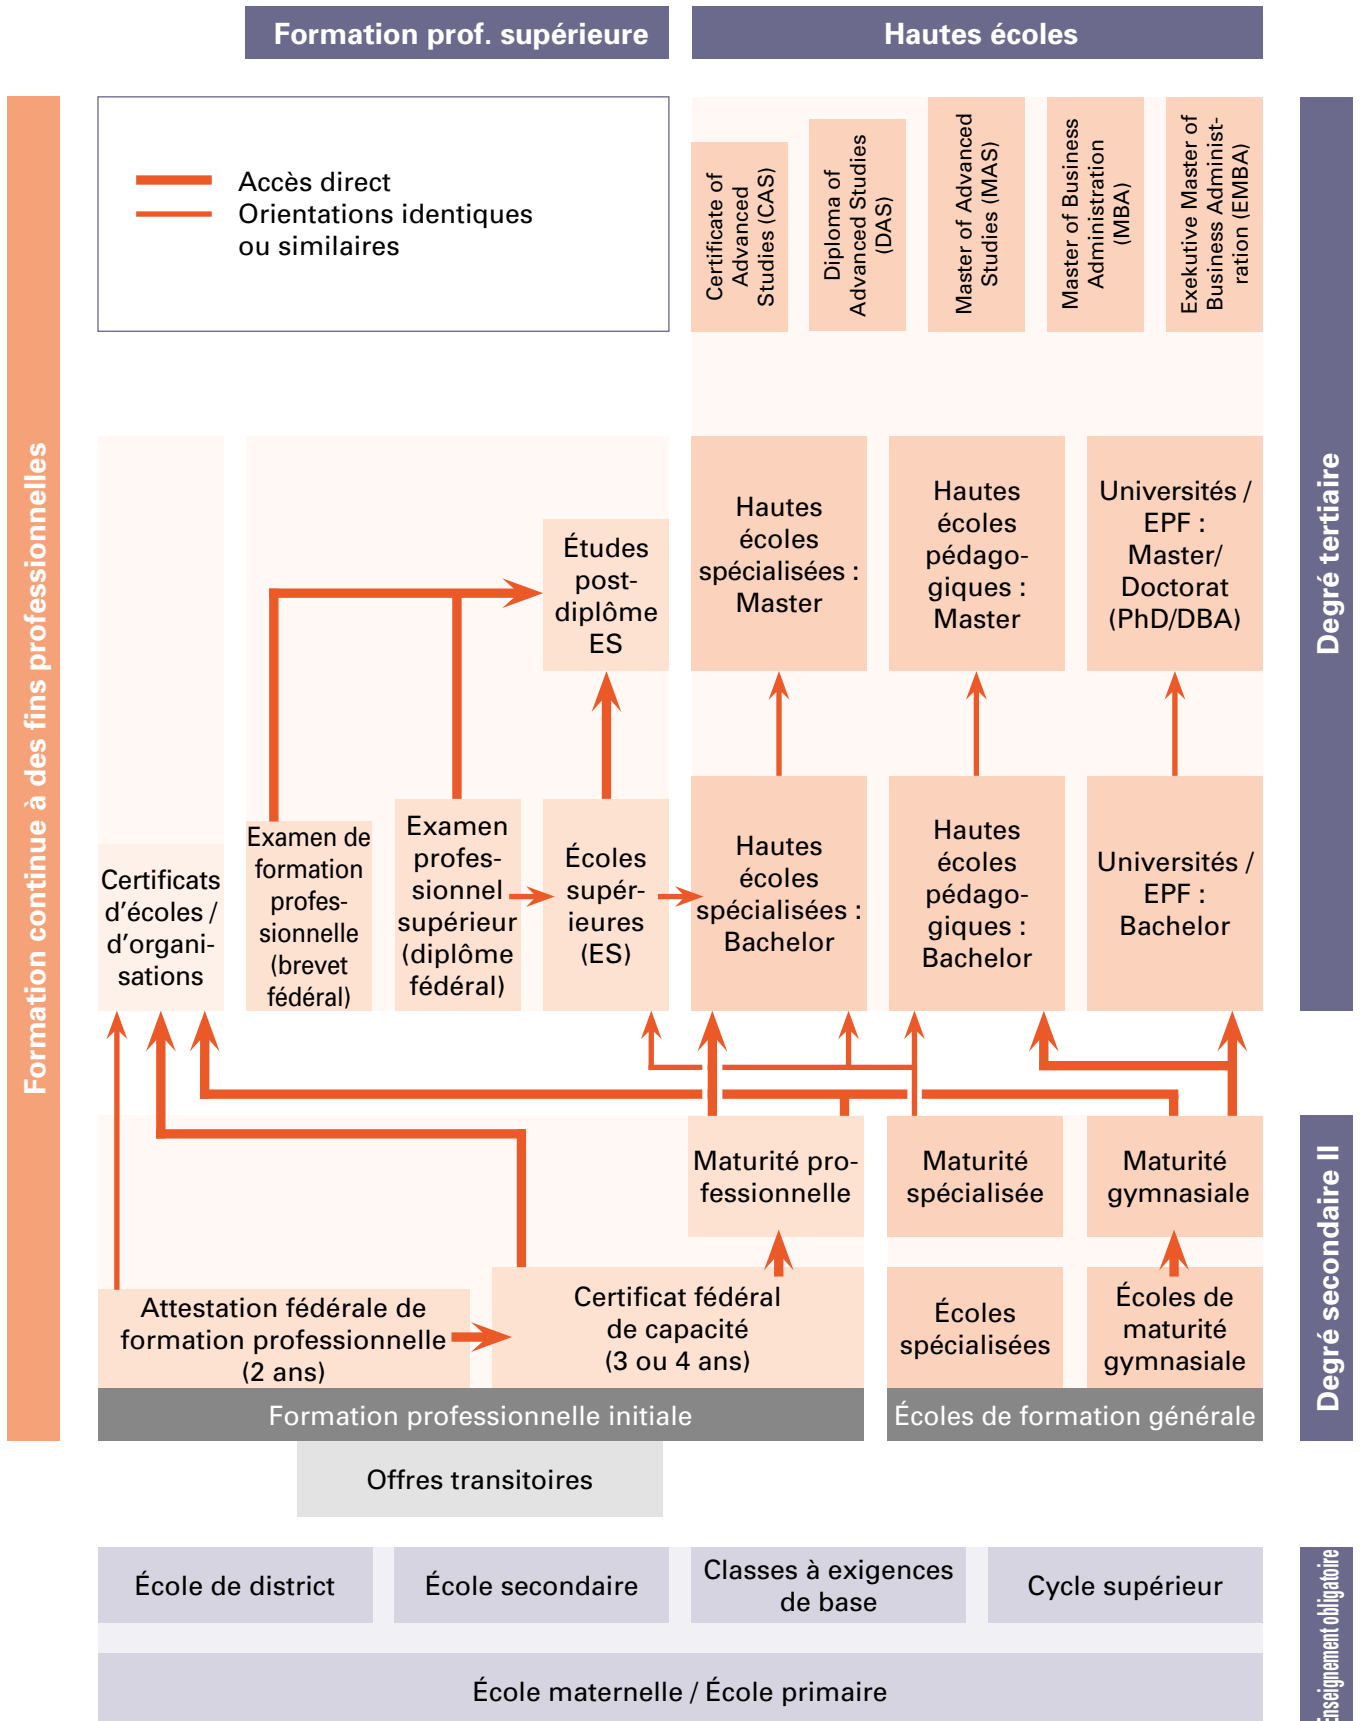 Formation prof. supérieure
Hautes écoles
Accès direct
Orientations identiques
ou similaires
Certificate of
Advanced
Studies (CAS)
Diploma of
Advanced Studies
(DAS)
Master of Advanced
Studies (MAS)
Master of Business
Administration
(MBA)
Exekutive Master of
Business Administ-
ration (EMBA)
Formation continue à des fins professionnelles
Degré tertiaire
Études
post-
diplôme
ES
Hautes
écoles
spécialisées :
Master
Hautes
écoles
pédago-
giques :
Master
Universités /
EPF :
Master/
Doctorat
(PhD/DBA)
Certificats
d'écoles /
d'organi-
sations
Examen de
formation
profes-
sionnelle
(brevet
fédéral)
Examen
profes-
sionnel
supérieur
(diplôme
fédéral)
Écoles
supér-
ieures
(ES)
Hautes
écoles
spécialisées :
Bachelor
Hautes
écoles
pédago-
giques :
Bachelor
Universités /
EPF :
Bachelor
Maturité pro-
fessionnelle
Maturité
spécialisée
Maturité
gymnasiale
Degré secondaire II
Attestation fédérale de
formation professionnelle
(2 ans)
Certificat fédéral
de capacité
(3 ou 4 ans)
Écoles
spécialisées
Écoles de
maturité
gymnasiale
Formation professionnelle initiale
Écoles de formation générale
Offres transitoires
École de district
École secondaire
Classes à exigences
de base
Cycle supérieur
Enseignement obligatoire
École maternelle / École primaire